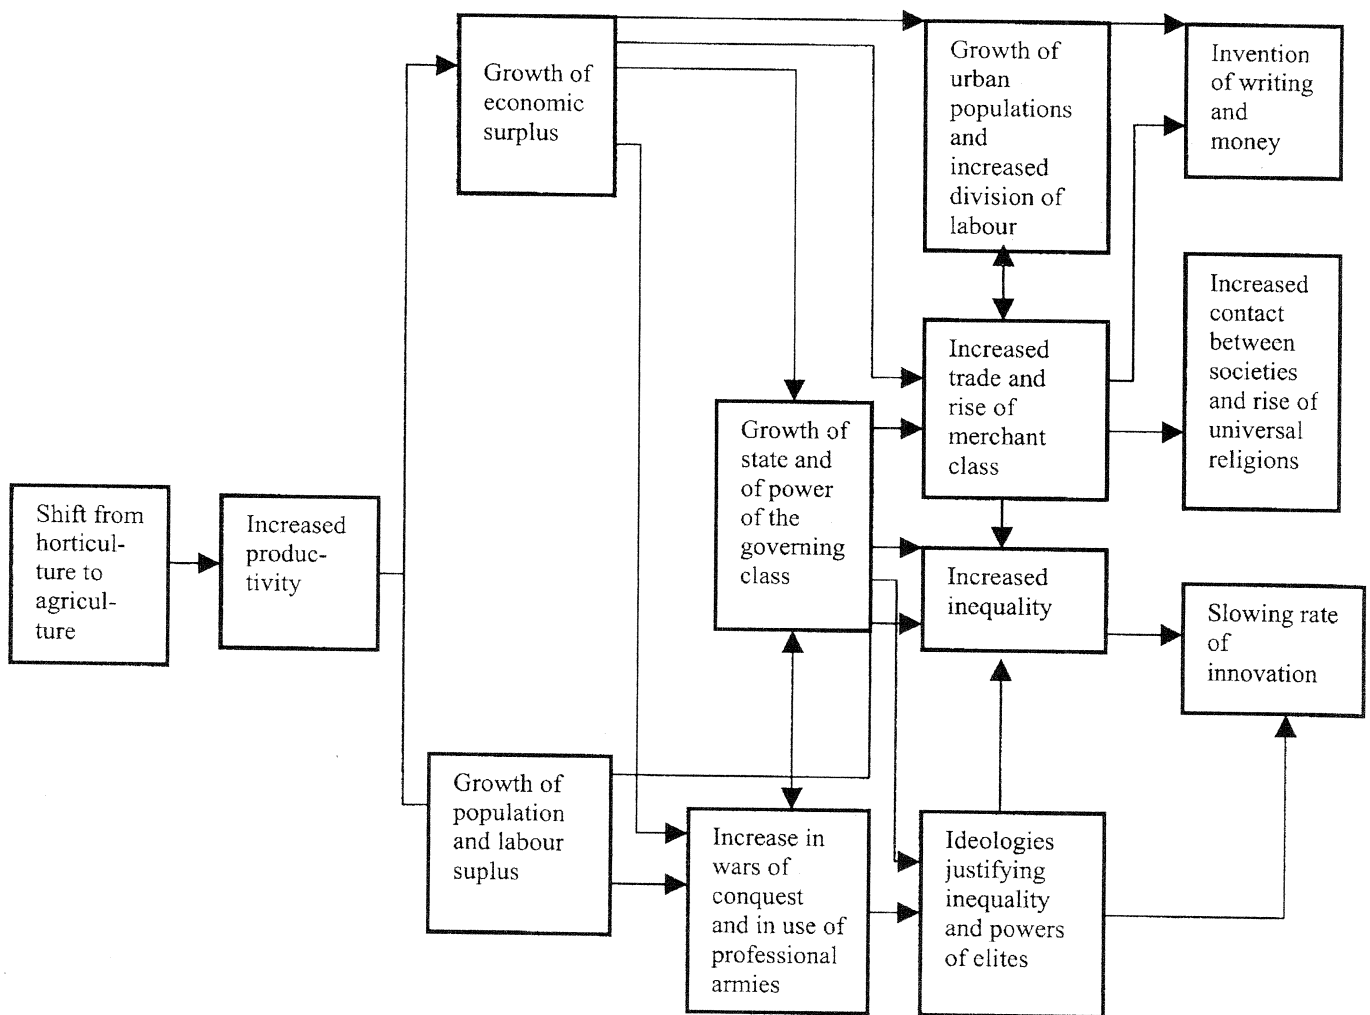 Shift from
horticul-
ture to
agricul-
ture
Increased
produc-
tivity
Growth of
economic
surplus
Growth of
population
and labour
suplus
Growth of
state and
of power
of the
governing
class
Increase in
wars of
conquest
and in use of
professional
armies
Growth of
urban
populations
and
increased
division of
labour
Increased
trade and
rise of
merchant
class
Increased
inequality
Ideologies
justifying
inequality
and powers
of elites
Invention
of writing
and
money
Increased
contact
between
societies
and rise of
universal
religions
Slowing rate
of
innovation